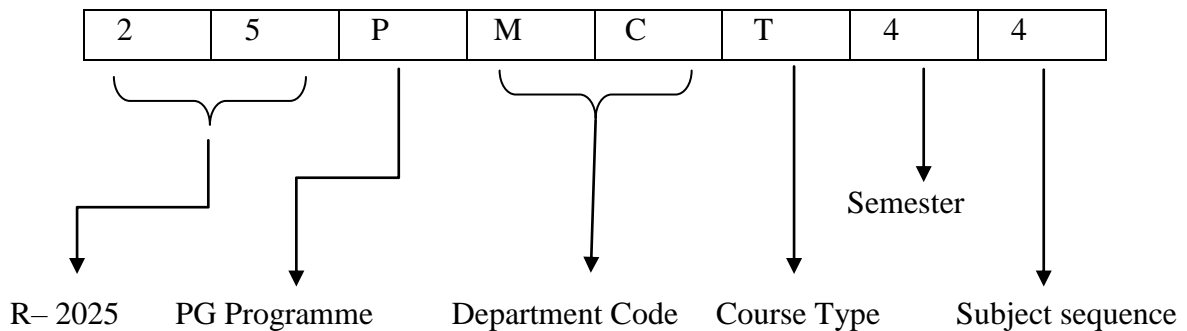 2 5 P M C T 4 4
Semester
R– 2025 PG Programme Department Code Course Type Subject sequence